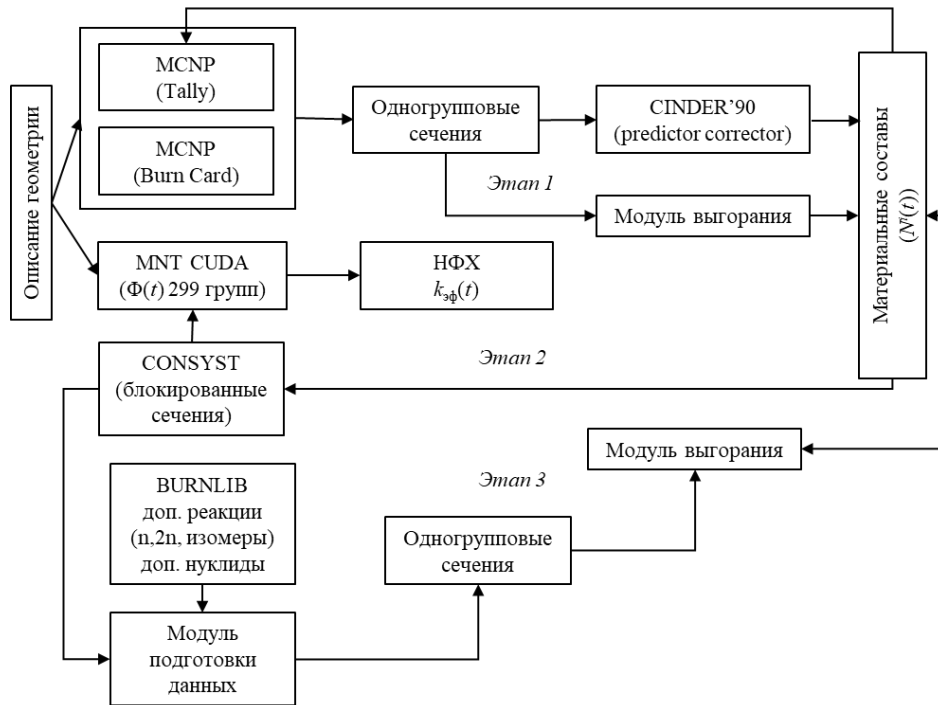 Описание геометрии
MCNP
(Tally)
MCNP
(Burn Card)
Одногрупповые
сечения
CINDER’90
(predictor corrector)
Материальные составы
(Nⁱ(t))
Этап 1
Модуль выгорания
MNT CUDA
(Φ(t) 299 групп)
НФХ
kэф(t)
CONSYST
(блокированные
сечения)
Этап 2
Модуль выгорания
BURNLIB
доп. реакции
(n,2n, изомеры)
доп. нуклиды
Этап 3
Одногрупповые
сечения
Модуль
подготовки
данных